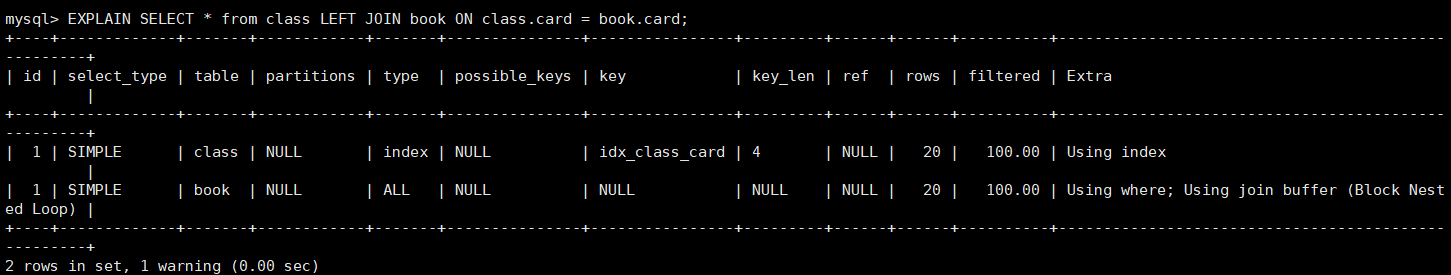 mysql> EXPLAIN SELECT * from class LEFT JOIN book ON class.card = book.card;
+----+-------------+-------+------------+-------+---------------+----------------+---------+------+------+----------+-------------------------------------------
---------+
| id | select_type | table | partitions | type  | possible_keys | key            | key_len | ref  | rows | filtered | Extra
         |
+----+-------------+-------+------------+-------+---------------+----------------+---------+------+------+----------+-------------------------------------------
---------+
|  1 | SIMPLE      | class | NULL       | index | NULL          | idx_class_card | 4       | NULL |   20 |   100.00 | Using index
         |
|  1 | SIMPLE      | book  | NULL       | ALL   | NULL          | NULL           | NULL    | NULL |   20 |   100.00 | Using where; Using join buffer (Block Nest
ed Loop) |
+----+-------------+-------+------------+-------+---------------+----------------+---------+------+------+----------+-------------------------------------------
---------+
2 rows in set, 1 warning (0.00 sec)